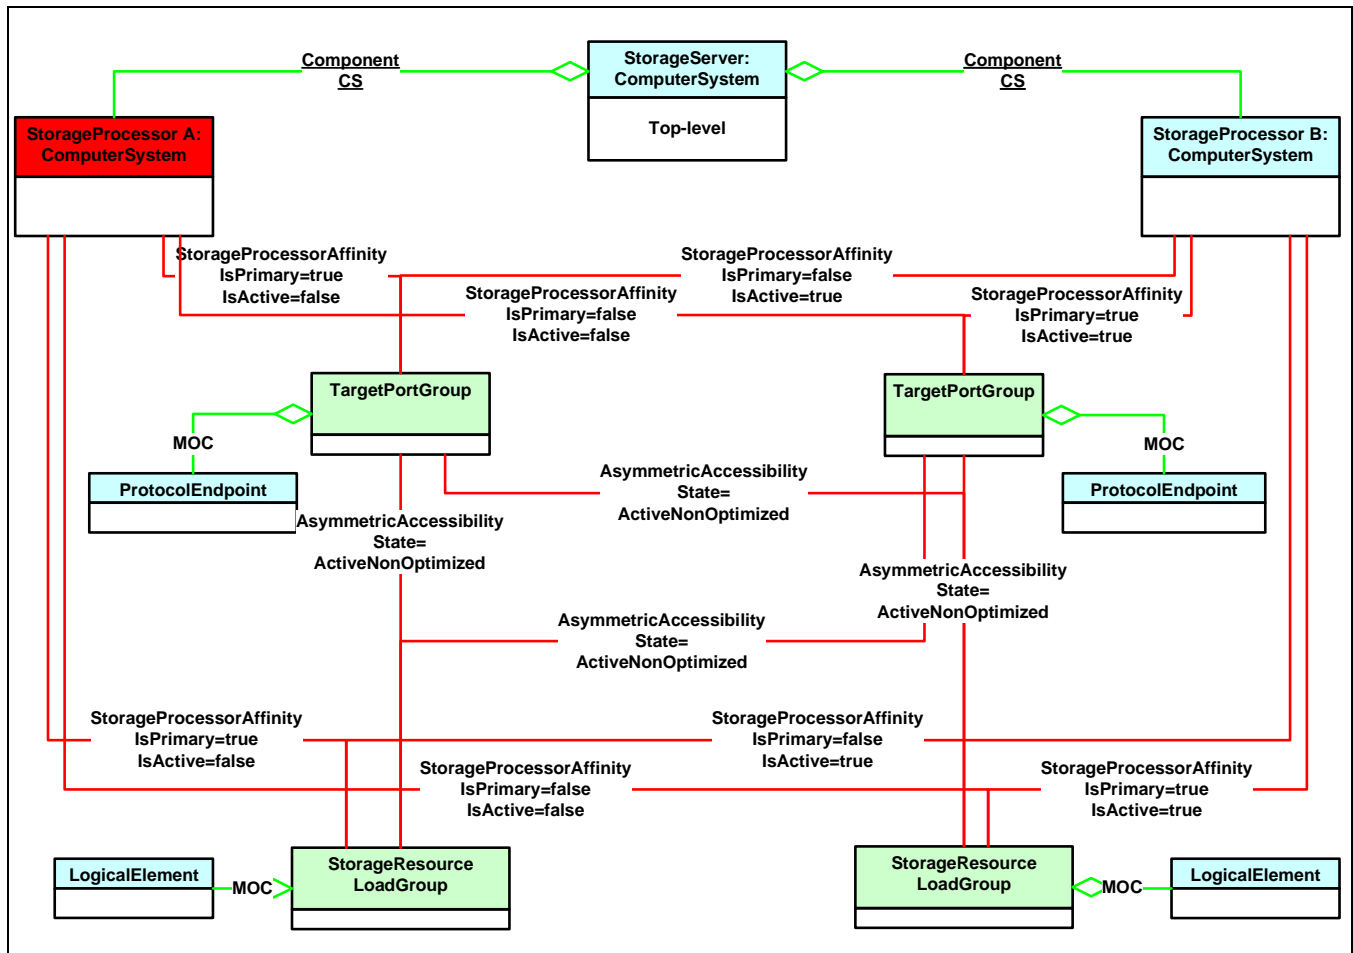 Component
CS
StorageServer:
ComputerSystem
Top-level
Component
CS
StorageProcessor A:
ComputerSystem
StorageProcessor B:
ComputerSystem
StorageProcessorAffinity
IsPrimary=true
IsActive=false
StorageProcessorAffinity
IsPrimary=false
IsActive=true
StorageProcessorAffinity
IsPrimary=false
IsActive=false
StorageProcessorAffinity
IsPrimary=true
IsActive=true
TargetPortGroup
TargetPortGroup
MOC
MOC
ProtocolEndpoint
ProtocolEndpoint
AsymmetricAccessibility
State=
ActiveNonOptimized
AsymmetricAccessibility
State=
ActiveNonOptimized
AsymmetricAccessibility
State=
ActiveNonOptimized
AsymmetricAccessibility
State=
ActiveNonOptimized
StorageProcessorAffinity
IsPrimary=true
IsActive=false
StorageProcessorAffinity
IsPrimary=false
IsActive=true
StorageProcessorAffinity
IsPrimary=false
IsActive=false
StorageProcessorAffinity
IsPrimary=true
IsActive=true
LogicalElement
MOC
StorageResource
LoadGroup
StorageResource
LoadGroup
MOC
LogicalElement